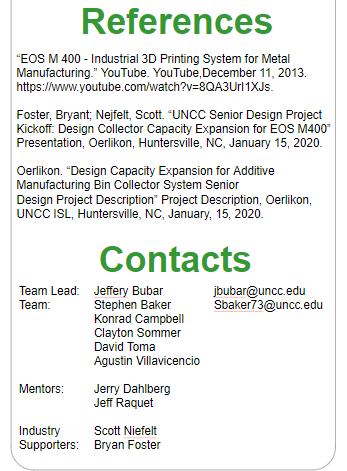 References
“EOS M 400 - Industrial 3D Printing System for Metal
Manufacturing.” YouTube. YouTube,December 11, 2013.
https://www.youtube.com/watch?v=8QA3UrI1XJs.
Foster, Bryant; Nejfelt, Scott. “UNCC Senior Design Project
Kickoff: Design Collector Capacity Expansion for EOS M400”
Presentation, Oerlikon, Huntersville, NC, January 15, 2020.
Oerlikon. “Design Capacity Expansion for Additive
Manufacturing Bin Collector System Senior
Design Project Description” Project Description, Oerlikon,
UNCC ISL, Huntersville, NC, January, 15, 2020.
Contacts
Team Lead: Jeffery Bubar jbubar@uncc.edu
Team: Stephen Baker Sbaker73@uncc.edu
Konrad Campbell
Clayton Sommer
David Toma
Agustin Villavicencio
Mentors: Jerry Dahlberg
Jeff Raquet
Industry Scott Niefelt
Supporters: Bryan Foster